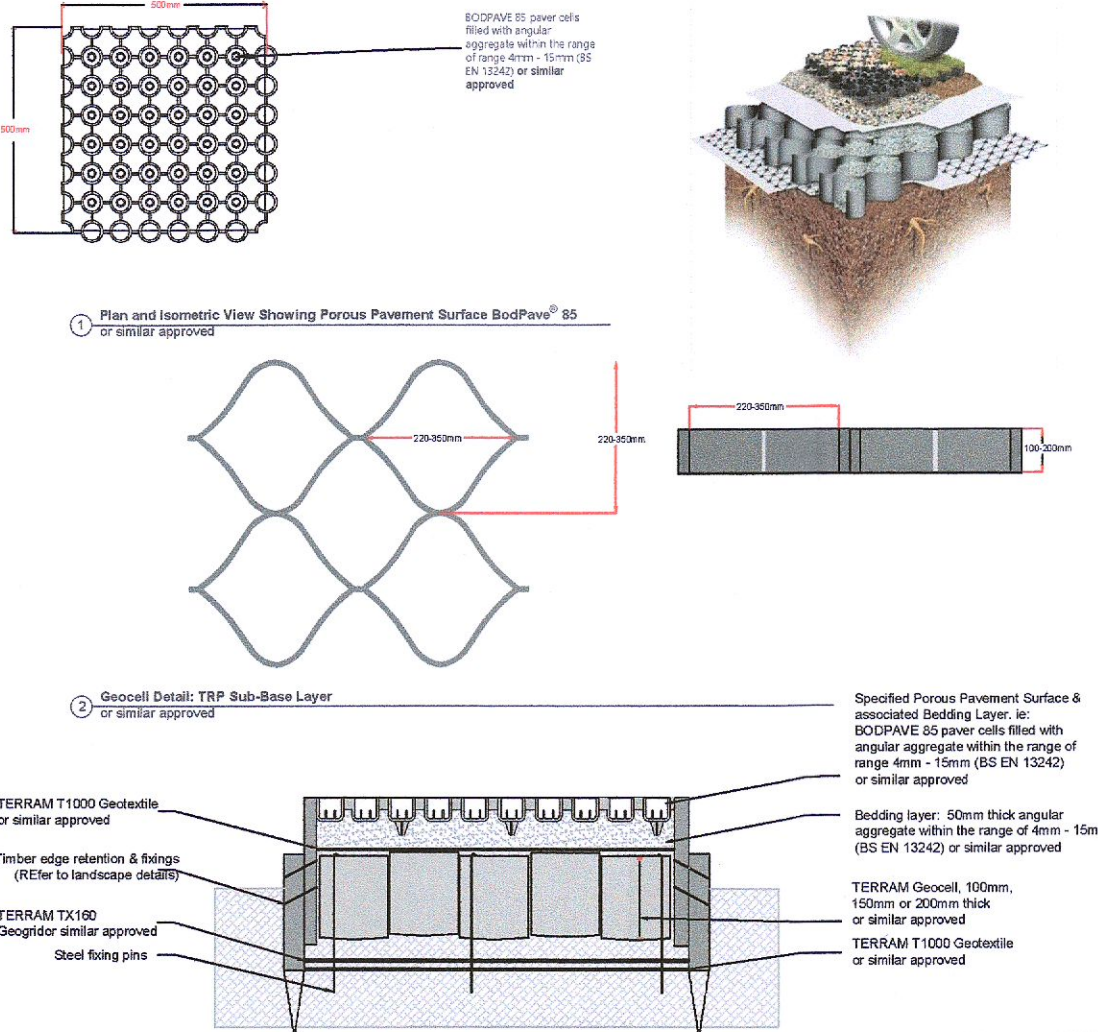 500mm
500mm
BODPAVE 85 paver cells
filled with angular
aggregate within the range
of range 4mm - 15mm (BS
EN 13242) or similar
approved
1
Plan and Isometric View Showing Porous Pavement Surface BodPave® 85
or similar approved
220-350mm
220-350mm
220-350mm
100-200mm
2
Geocell Detail: TRP Sub-Base Layer
or similar approved
Specified Porous Pavement Surface &
associated Bedding Layer. ie:
BODPAVE 85 paver cells filled with
angular aggregate within the range of
range 4mm - 15mm (BS EN 13242)
or similar approved
TERRAM T1000 Geotextile
or similar approved
Timber edge retention & fixings
(REfer to landscape details)
TERRAM TX160
Geogridor similar approved
Steel fixing pins
Bedding layer: 50mm thick angular
aggregate within the range of 4mm - 15m
(BS EN 13242) or similar approved
TERRAM Geocell, 100mm,
150mm or 200mm thick
or similar approved
TERRAM T1000 Geotextile
or similar approved